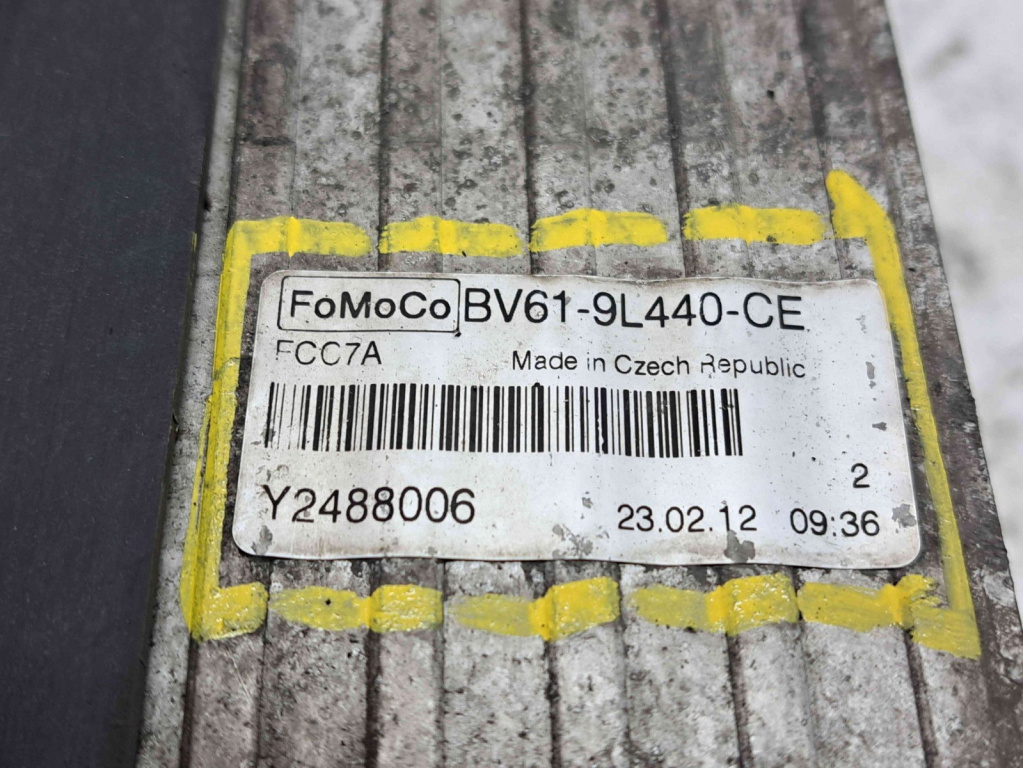 FoMoCo BV61-9L440-CE
FCC7A Made in Czech Republic
2
Y2488006 23.02.12 09:36